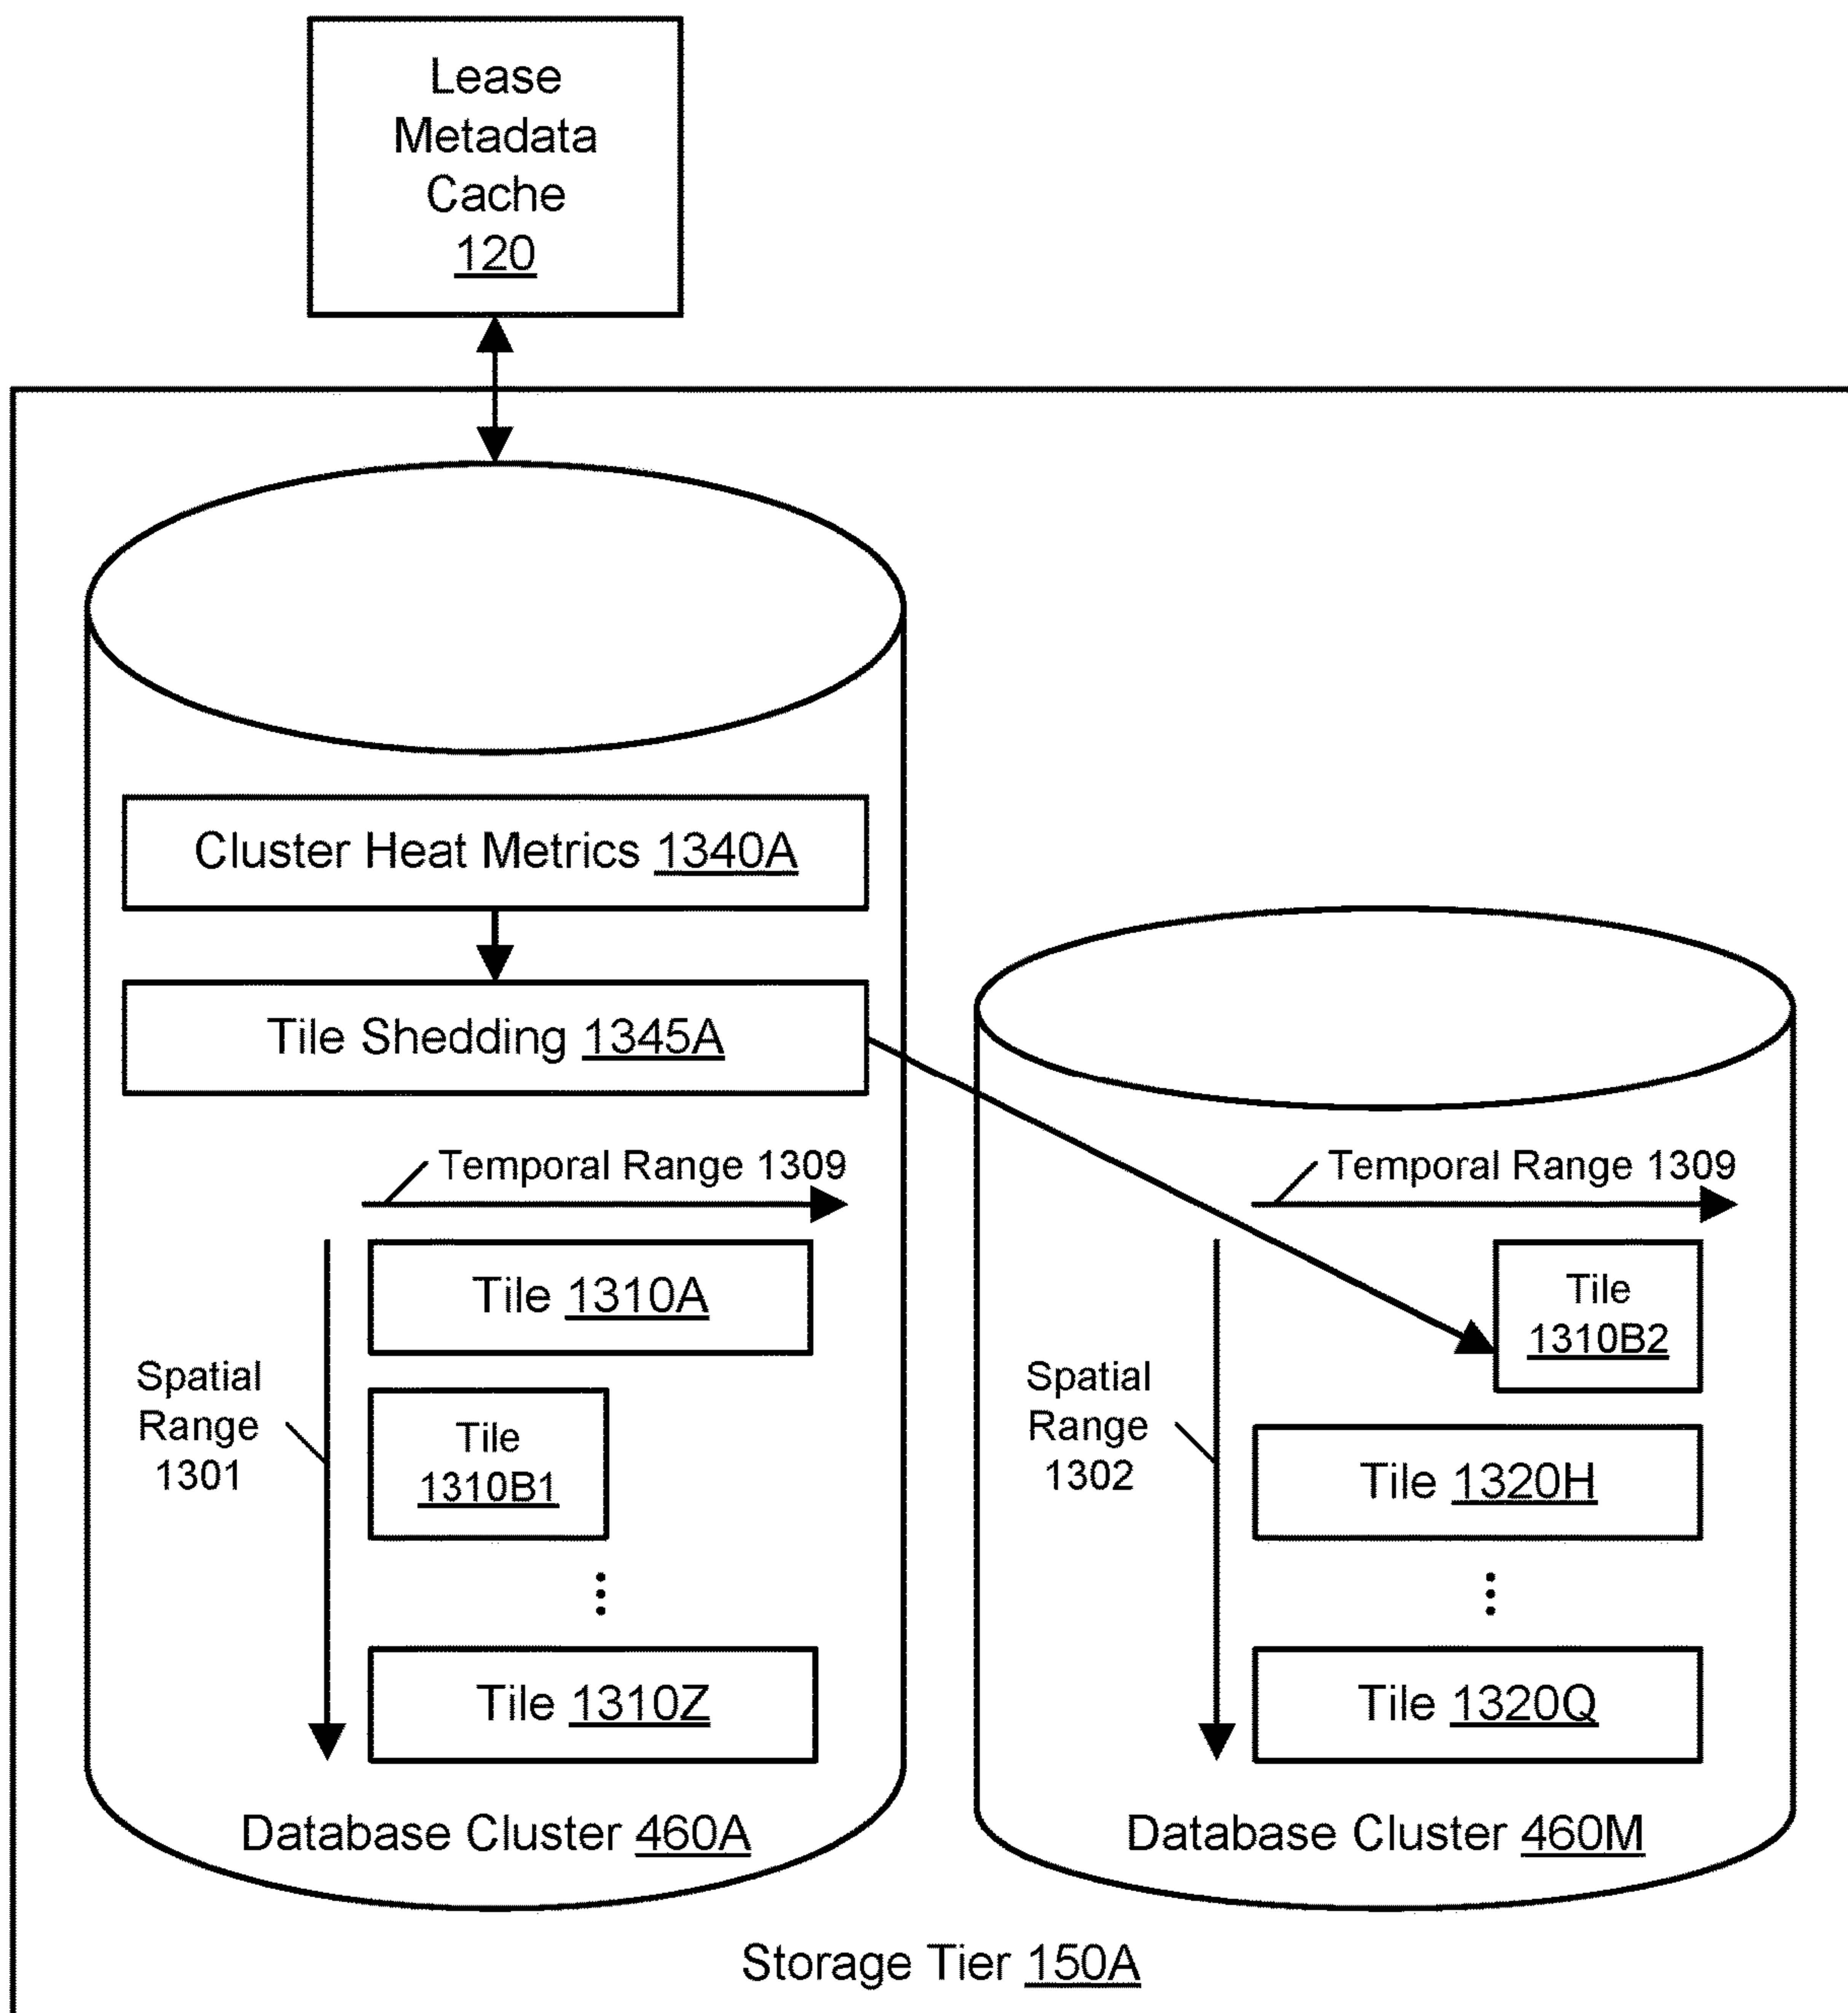 Lease
Metadata
Cache
120
Cluster Heat Metrics 1340A
Tile Shedding 1345A
Temporal Range 1309
Tile 1310A
Spatial
Range
1301
Tile
1310B1
Tile 1310Z
Database Cluster 460A
Temporal Range 1309
Tile
1310B2
Spatial
Range
1302
Tile 1320H
Tile 1320Q
Database Cluster 460M
Storage Tier 150A